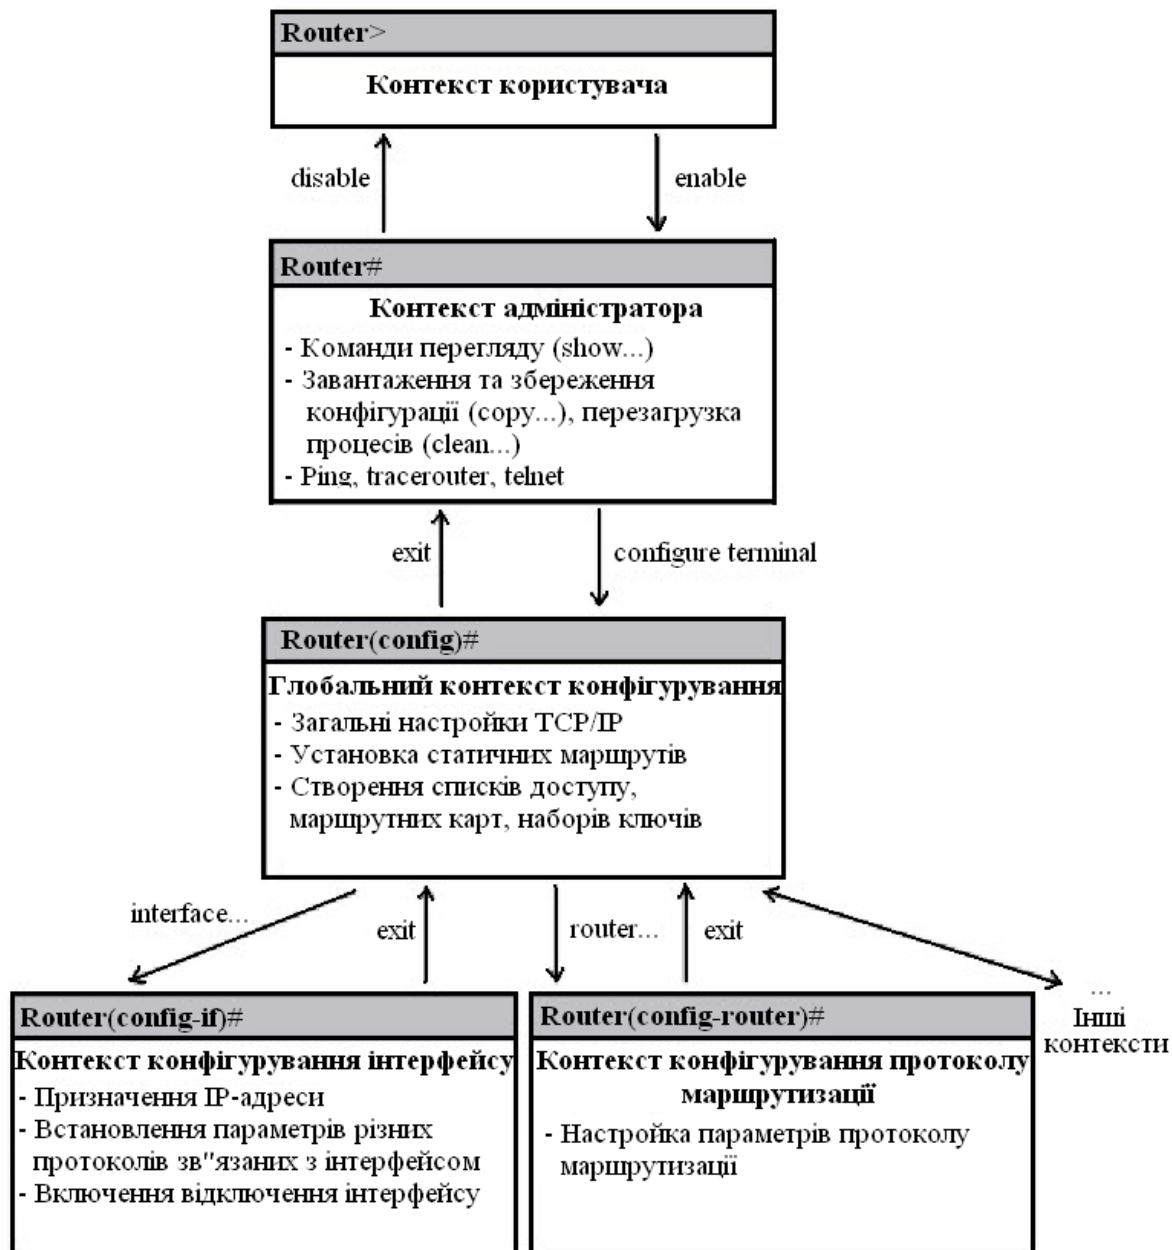 Router>
Контекст користувача
disable
enable
Router#
Контекст адміністратора
- Команди перегляду (show...)
- Завантаження та збереження
конфігурації (copy...), перезагрузка
процесів (clean...)
- Ping, tracerouter, telnet
exit
configure terminal
Router(config)#
Глобальний контекст конфігурування
- Загальні настройки TCP/IP
- Установка статичних маршрутів
- Створення списків доступу,
маршрутних карт, наборів ключів
interface...
exit
router...
exit
...
Інші
контексти
Router(config-if)#
Контекст конфігурування інтерфейсу
- Призначення IP-адреси
- Встановлення параметрів різних
протоколів зв"язаних з інтерфейсом
- Включення відключення інтерфейсу
Router(config-router)#
Контекст конфігурування протоколу
маршрутизації
- Настройка параметрів протоколу
маршрутизації